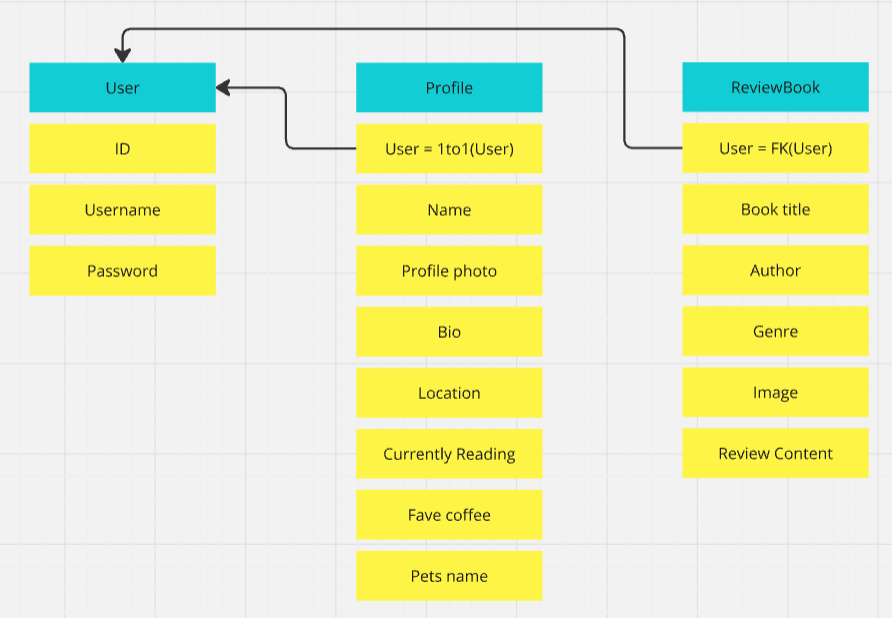 User
ID
Username
Password
Profile
User = 1to1(User)
Name
Profile photo
Bio
Location
Currently Reading
Fave coffee
Pets name
ReviewBook
User = FK(User)
Book title
Author
Genre
Image
Review Content